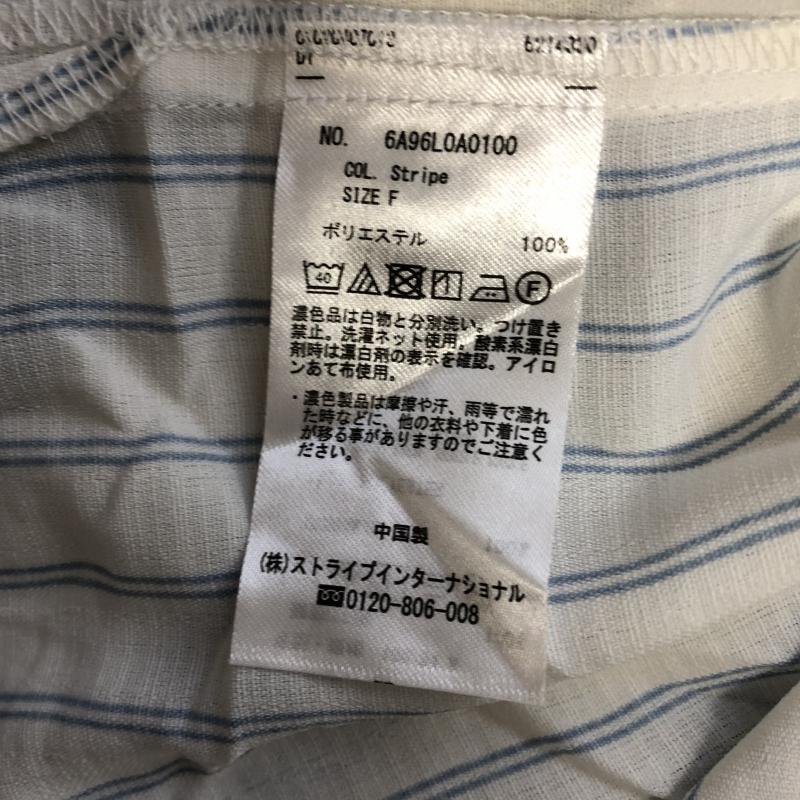 NO. 6A96L0A0100
COL. Stripe
SIZE F
ポリエステル 100%
40
F
濃色品は白物と分別洗い。つけ置き
禁止。洗濯ネット使用。酸素系漂白
剤時は漂白剤の表示を確認。アイロ
ンあて布使用。
・濃色製品は摩擦や汗、雨等で濡れ
た時などに、他の衣料や下着に色
が移る事がありますのでご注意く
ださい。
中国製
(株)ストライプインターナショナル
0120-806-008